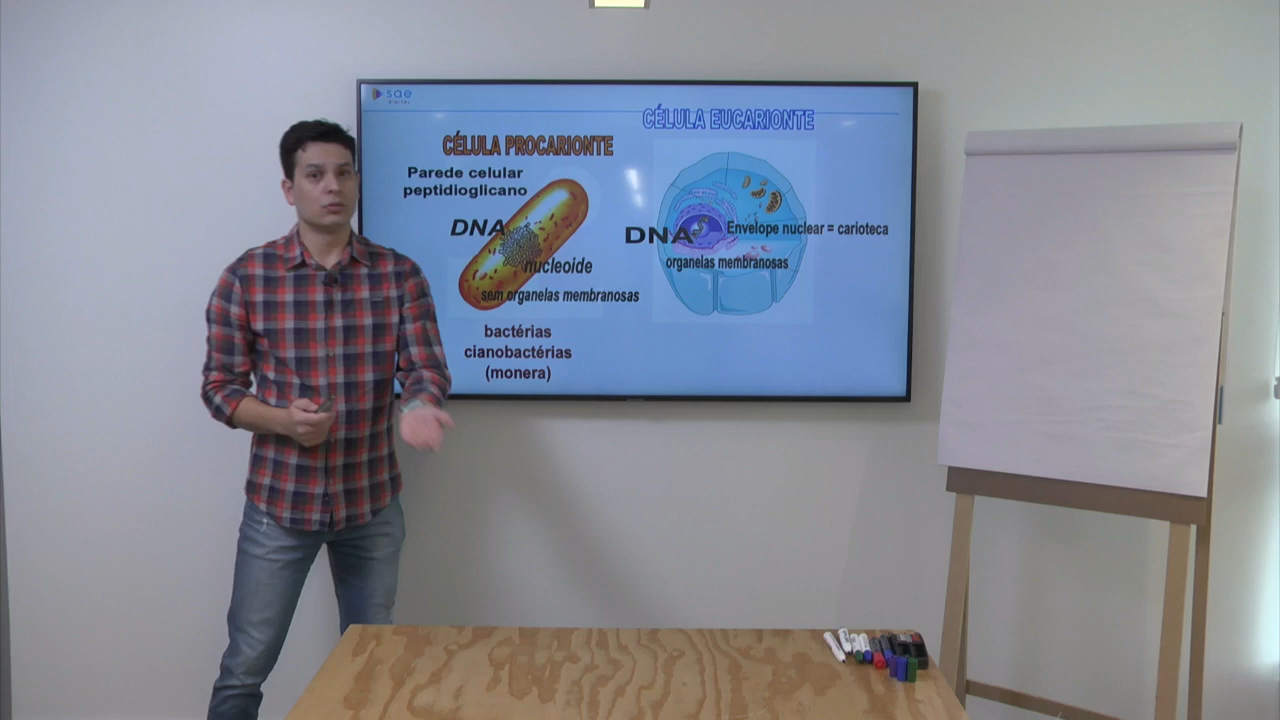 sae
DIGITAL
CÉLULA EUCARIONTE
CÉLULA PROCARIONTE
Parede celular
peptidioglicano
DNA
nucleoide
sem organelas membranosas
bactérias
cianobactérias
(monera)
DNA
Envelope nuclear = carioteca
organelas membranosas